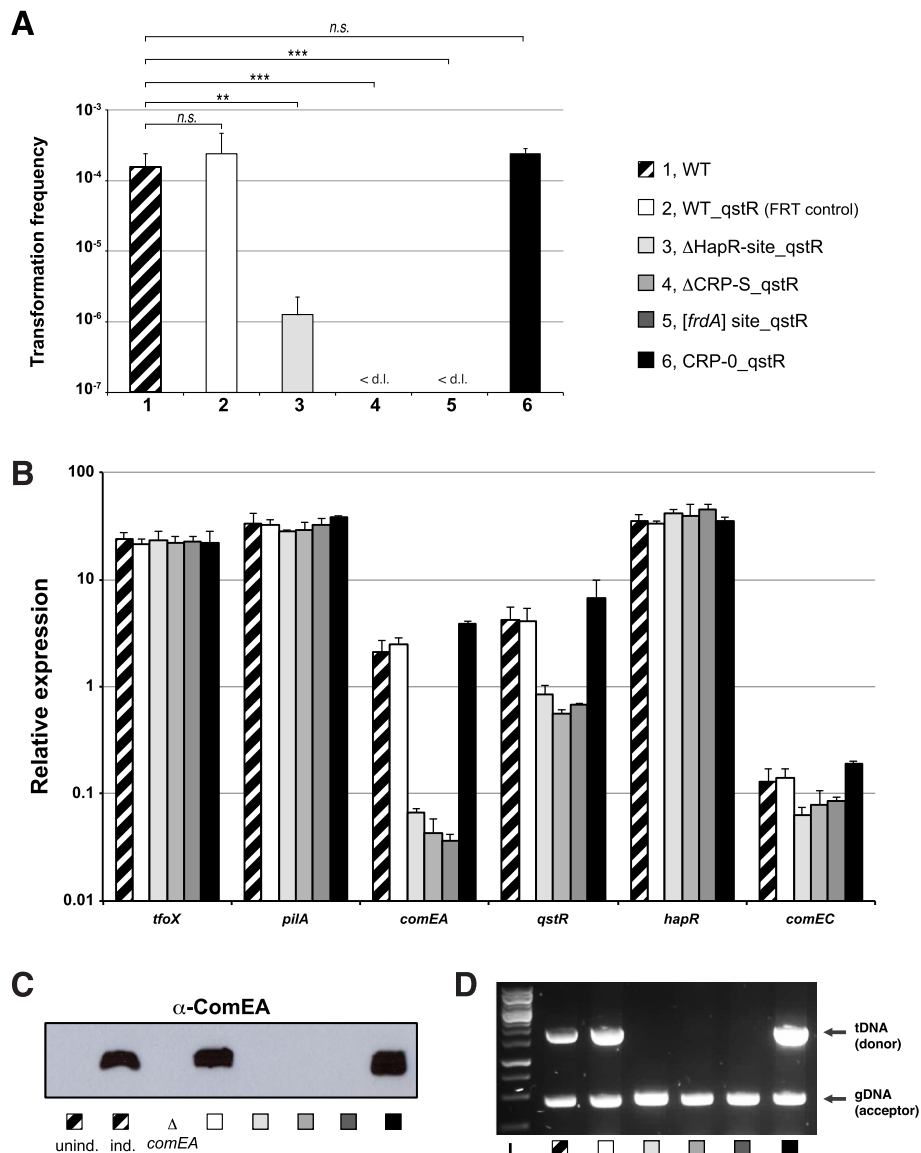 A
n.s.
***
***
**
n.s.
Transformation frequency
10-3
10-4
10-5
10-6
10-7
< d.l.
< d.l.
1 2 3 4 5 6
1, WT
2, WT_qstR (FRT control)
3, ΔHapR-site_qstR
4, ΔCRP-S_qstR
5, [frdA] site_qstR
6, CRP-0_qstR
B
Relative expression
100
10
1
0.1
0.01
tfoX pilA comEA qstR hapR comEC
C
α-ComEA
unind. ind. Δ
comEA
D
tDNA
(donor)
gDNA
(acceptor)
L